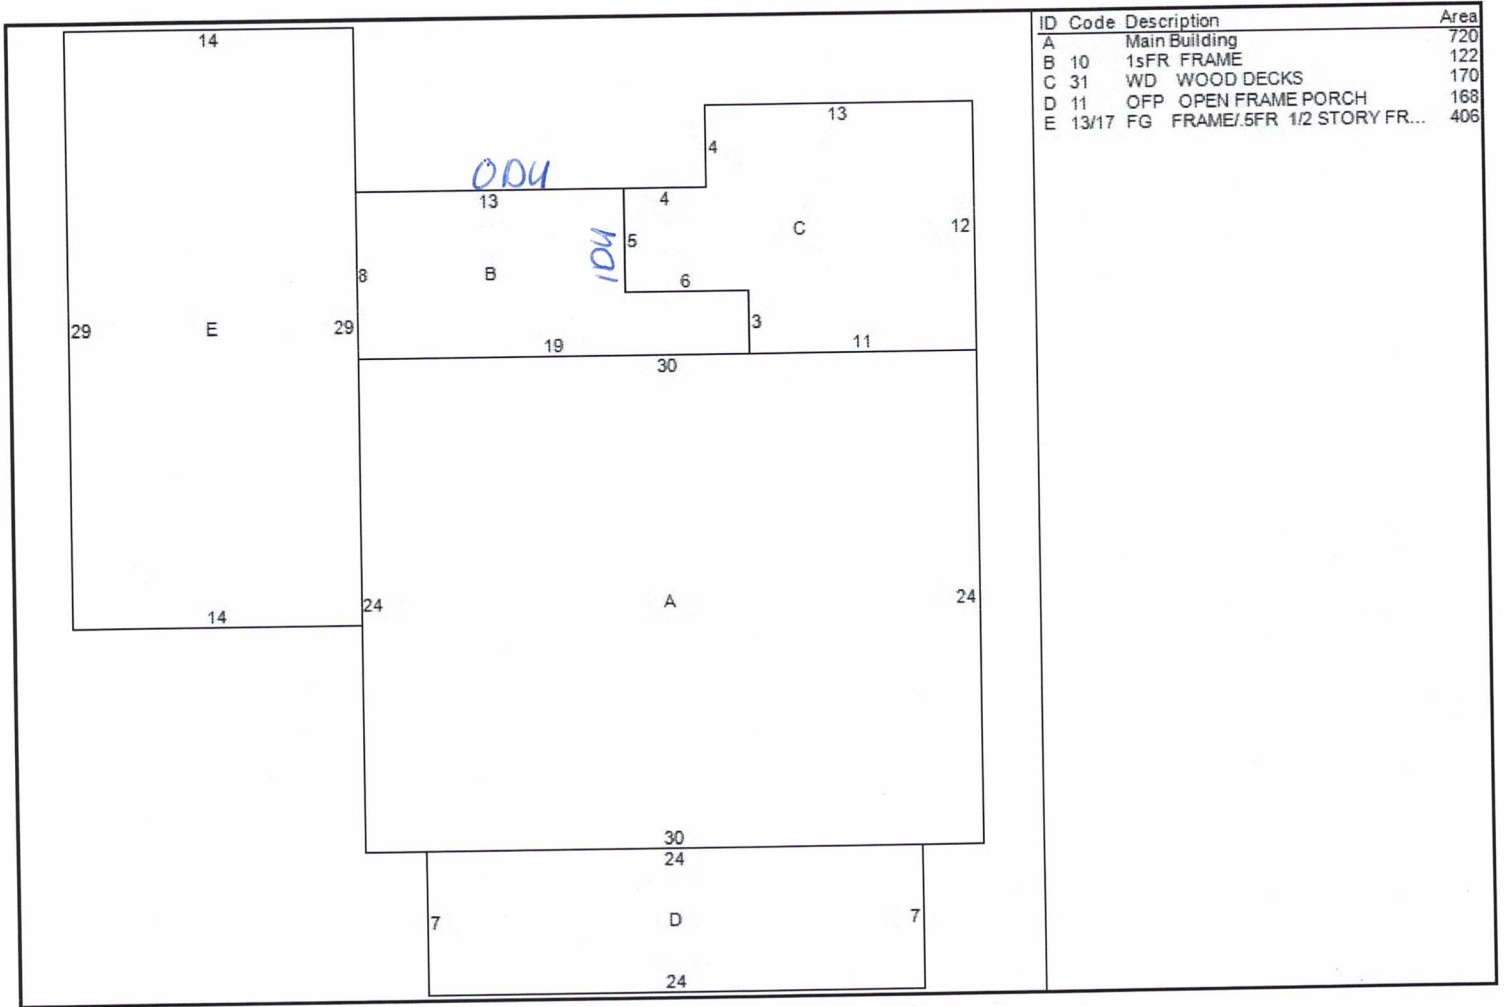 ID Code Description Area
A Main Building 720
B 10 1sFR FRAME 122
C 31 WD WOOD DECKS 170
D 11 OFP OPEN FRAME PORCH 168
E 13/17 FG FRAME/.5FR 1/2 STORY FR... 406
14
13
4
ODU
13
4
C
12
1DU
5
8
B
6
29
E
29
3
19
11
30
24
A
24
14
30
24
7
D
7
24